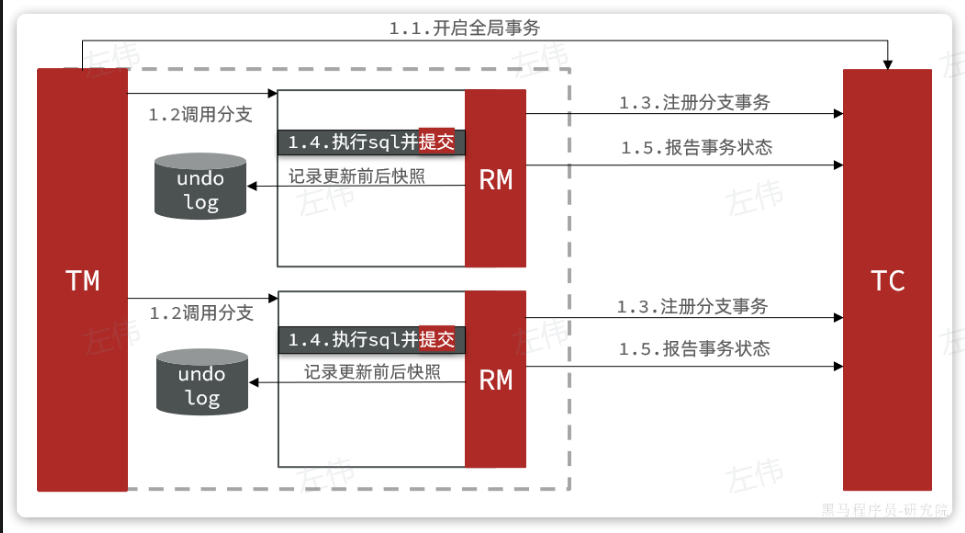 1.1.开启全局事务
左伟
左伟
左
TM
1.2调用分支
1.4.执行sql并提交
记录更新前后快照
undo
log
RM
1.3.注册分支事务
1.5.报告事务状态
左伟
左伟
TC
1.2调用分支
1.4.执行sql并提交
记录更新前后快照
undo
log
RM
1.3.注册分支事务
1.5.报告事务状态
左伟
左伟
左
左伟
左伟
黑马程序员-研究院